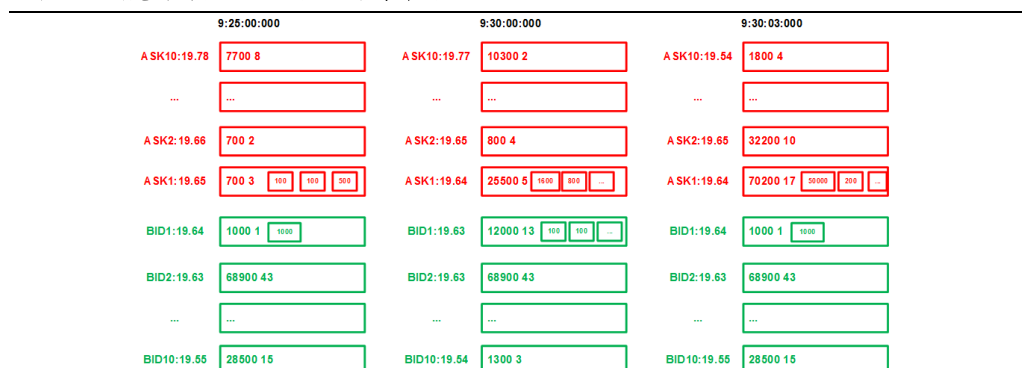 9:25:00:000 9:30:00:000 9:30:03:000
ASK10:19.78 7700 8 ASK10:19.77 10300 2 ASK10:19.54 1800 4
... ... ... ... ... ...
ASK2:19.66 700 2 ASK2:19.65 800 4 ASK2:19.65 32200 10
ASK1:19.65 700 3 100 100 500 ASK1:19.64 25500 5 1600 800 ... ASK1:19.64 70200 17 50000 200 ...
BID1:19.64 1000 1 1000 BID1:19.63 12000 13 100 100 ... BID1:19.64 1000 1 1000
BID2:19.63 68900 43 BID2:19.63 68900 43 BID2:19.63 68900 43
... ... ... ... ... ...
BID10:19.55 28500 15 BID10:19.54 1300 3 BID10:19.55 28500 15